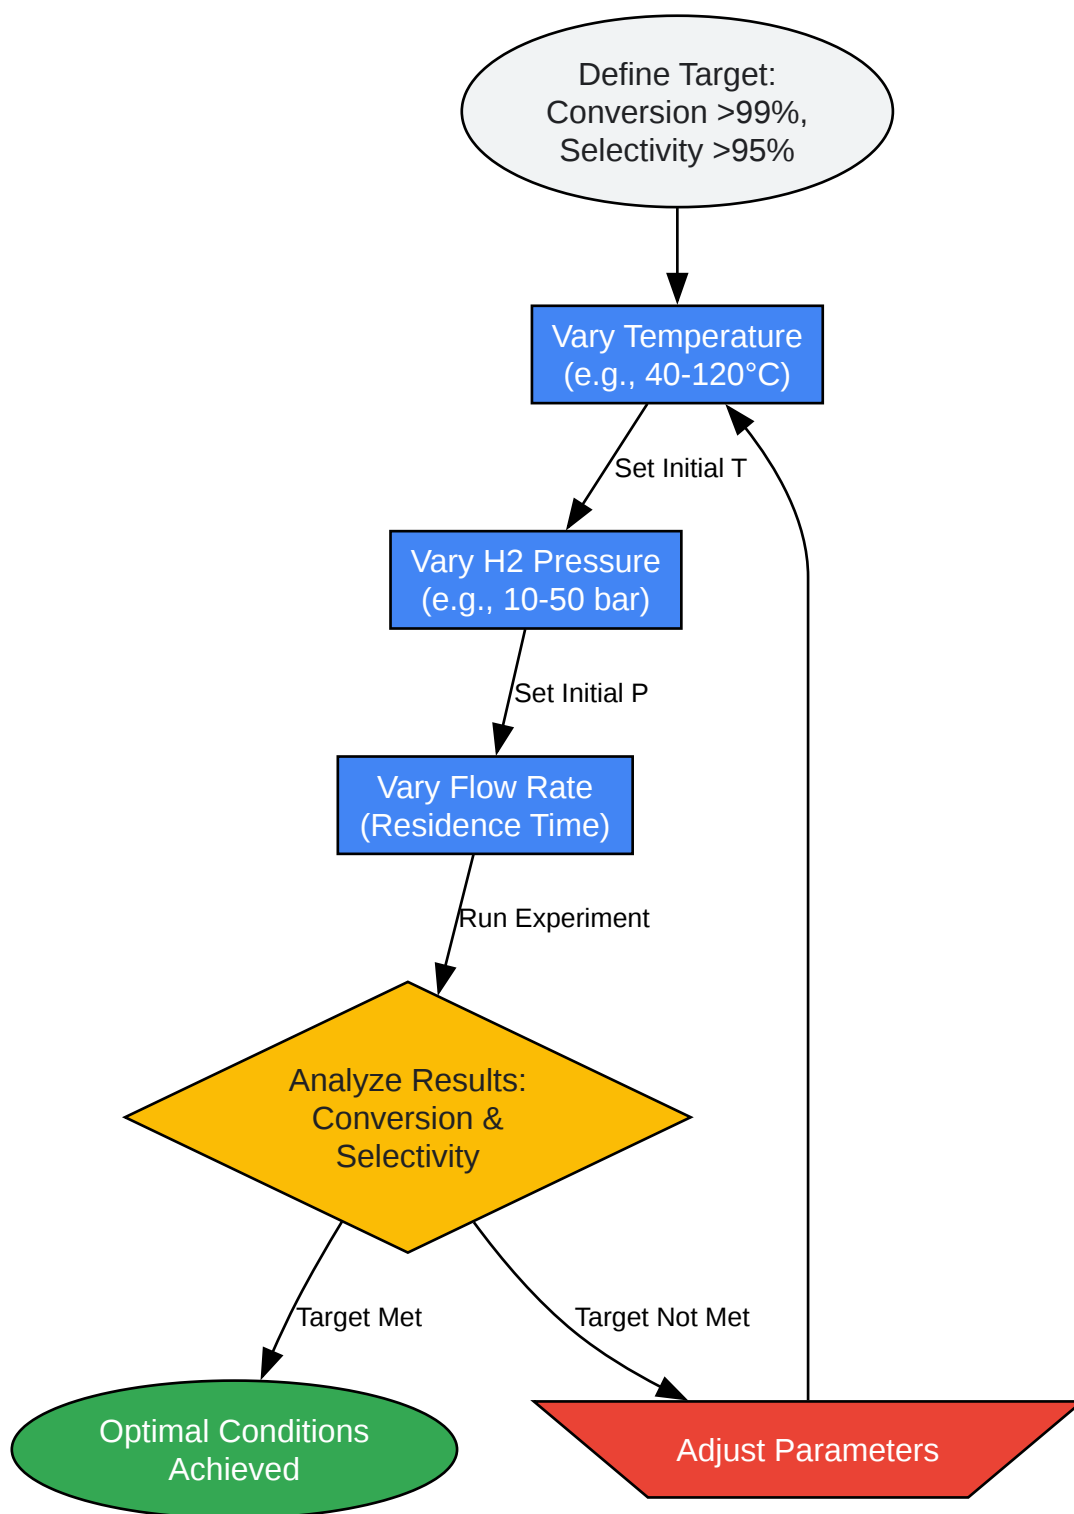 Define Target:
Conversion >99%,
Selectivity >95%
Vary Temperature
(e.g., 40-120°C)
Set Initial T
Vary H2 Pressure
(e.g., 10-50 bar)
Set Initial P
Vary Flow Rate
(Residence Time)
Run Experiment
Analyze Results:
Conversion &
Selectivity
Target Met
Target Not Met
Optimal Conditions
Achieved
Adjust Parameters